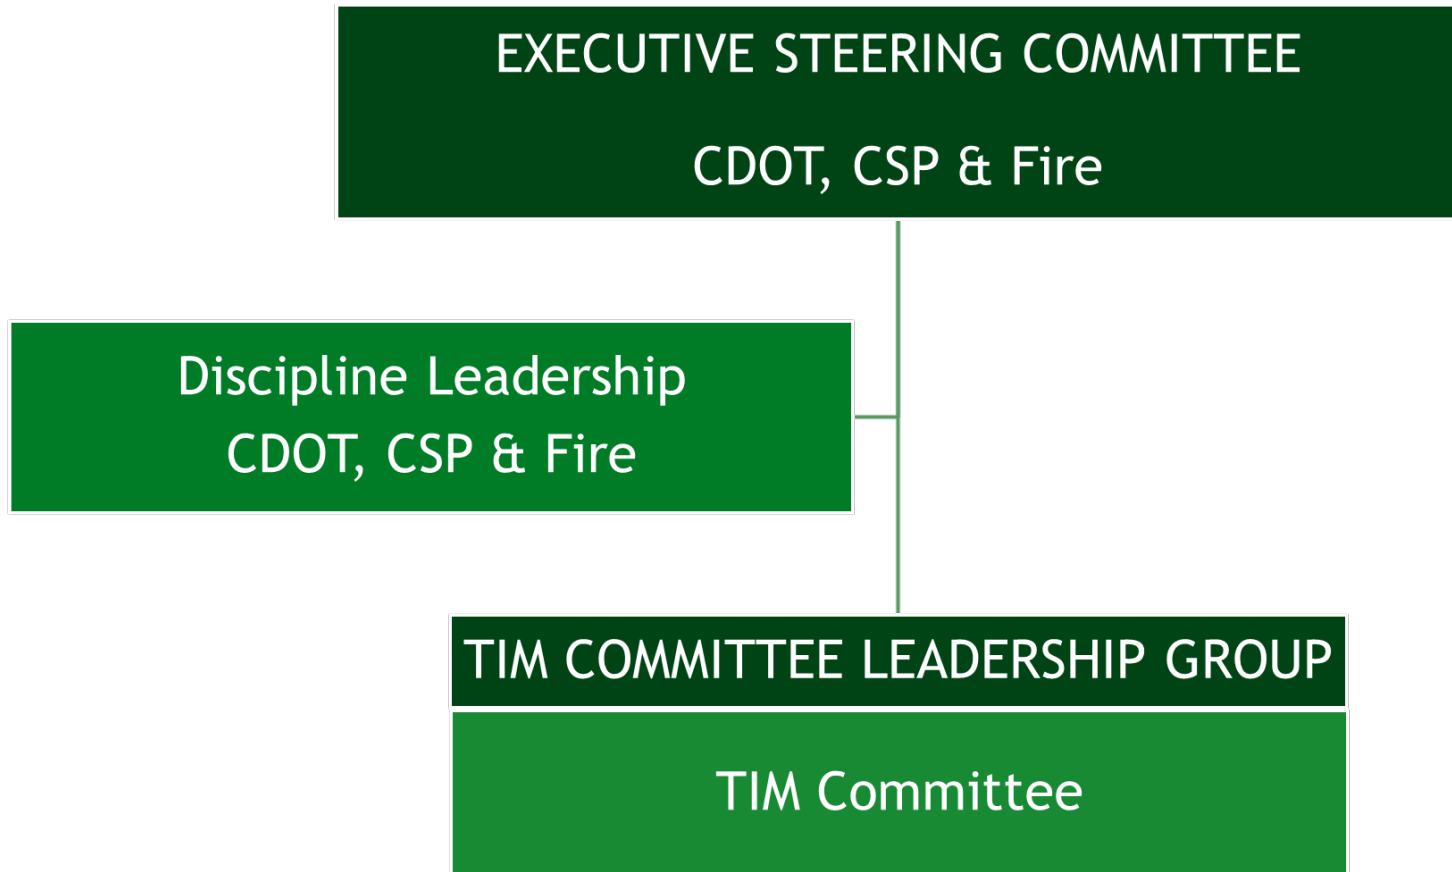 EXECUTIVE STEERING COMMITTEE
CDOT, CSP & Fire
Discipline Leadership
CDOT, CSP & Fire
TIM COMMITTEE LEADERSHIP GROUP
TIM Committee